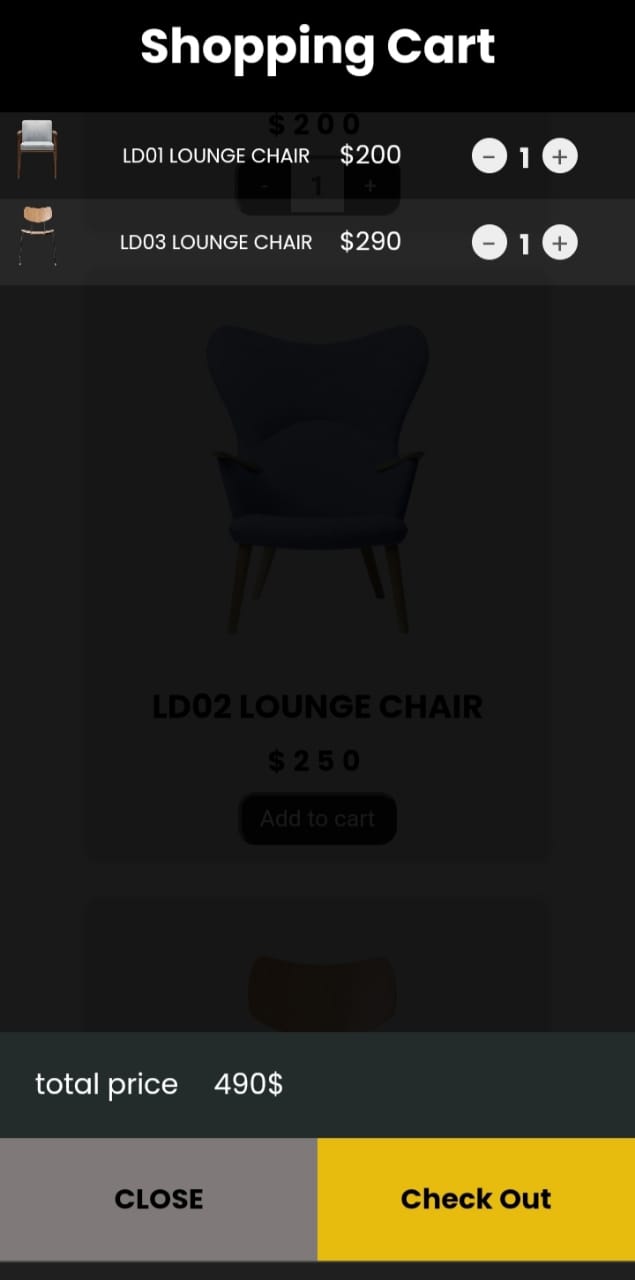 Shopping Cart
$200
LD01 LOUNGE CHAIR $200 − 1 +
- 1 +
LD03 LOUNGE CHAIR $290 − 1 +
LD02 LOUNGE CHAIR
$250
Add to cart
total price 490$
CLOSE Check Out